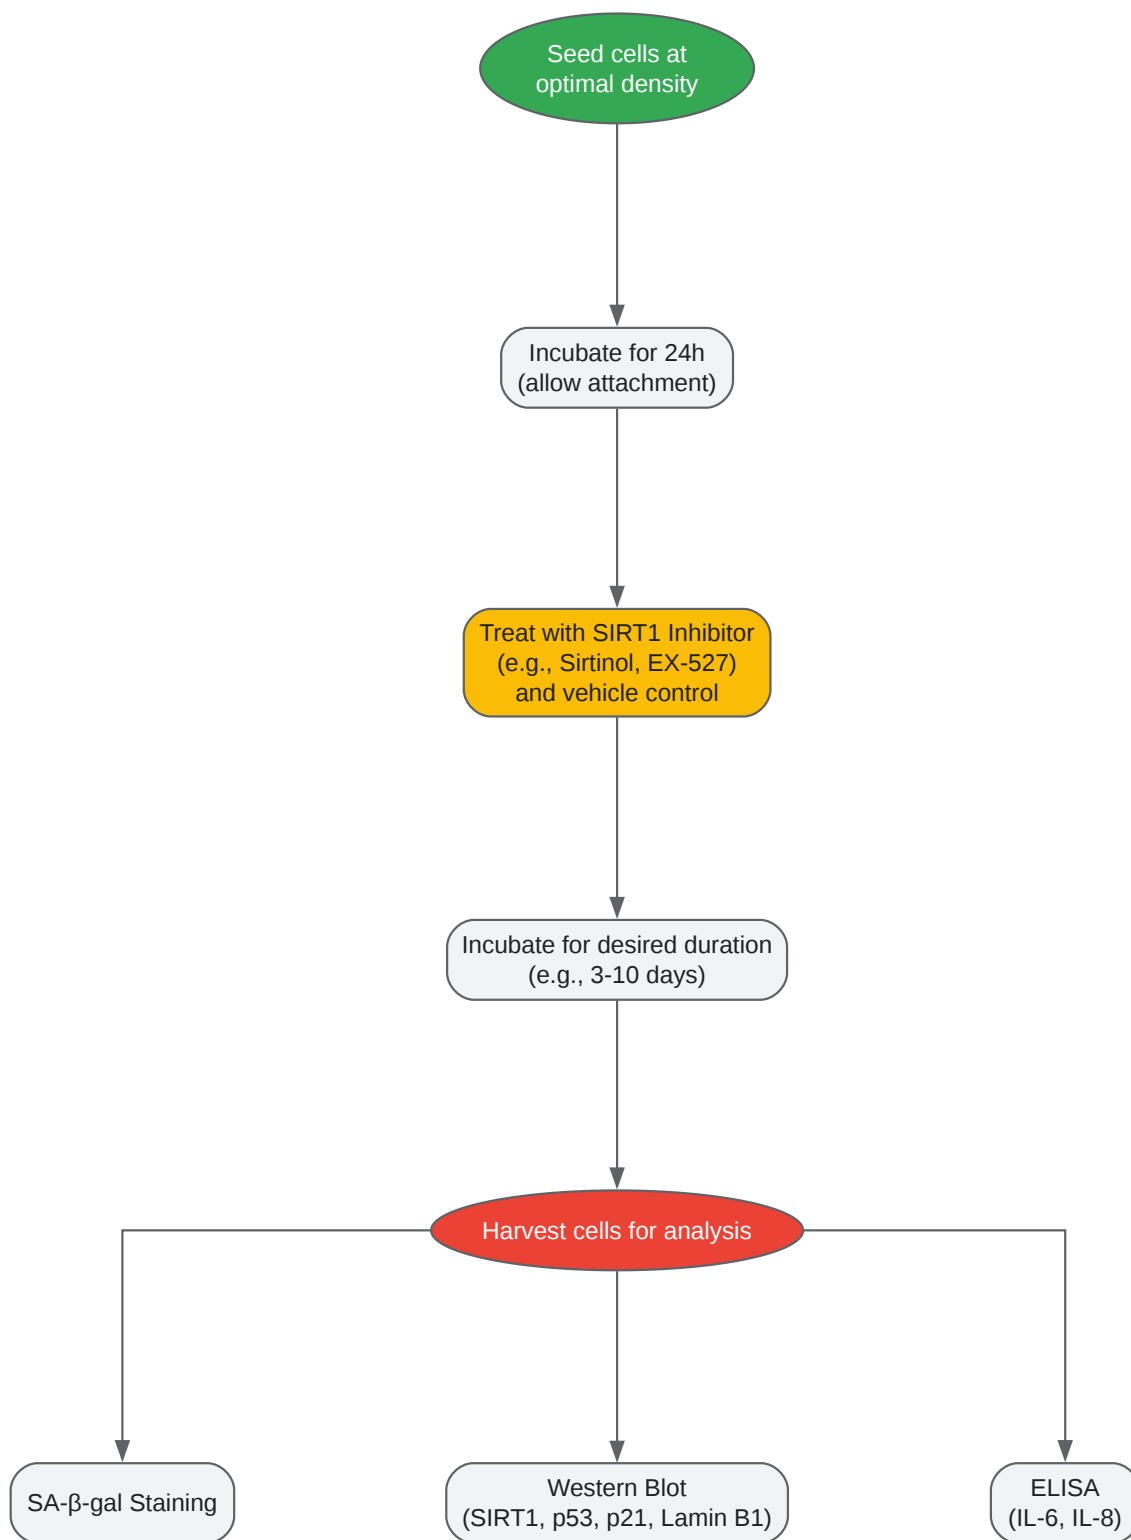 Seed cells at
optimal density
Incubate for 24h
(allow attachment)
Treat with SIRT1 Inhibitor
(e.g., Sirtinol, EX-527)
and vehicle control
Incubate for desired duration
(e.g., 3-10 days)
Harvest cells for analysis
SA-β-gal Staining
Western Blot
(SIRT1, p53, p21, Lamin B1)
ELISA
(IL-6, IL-8)